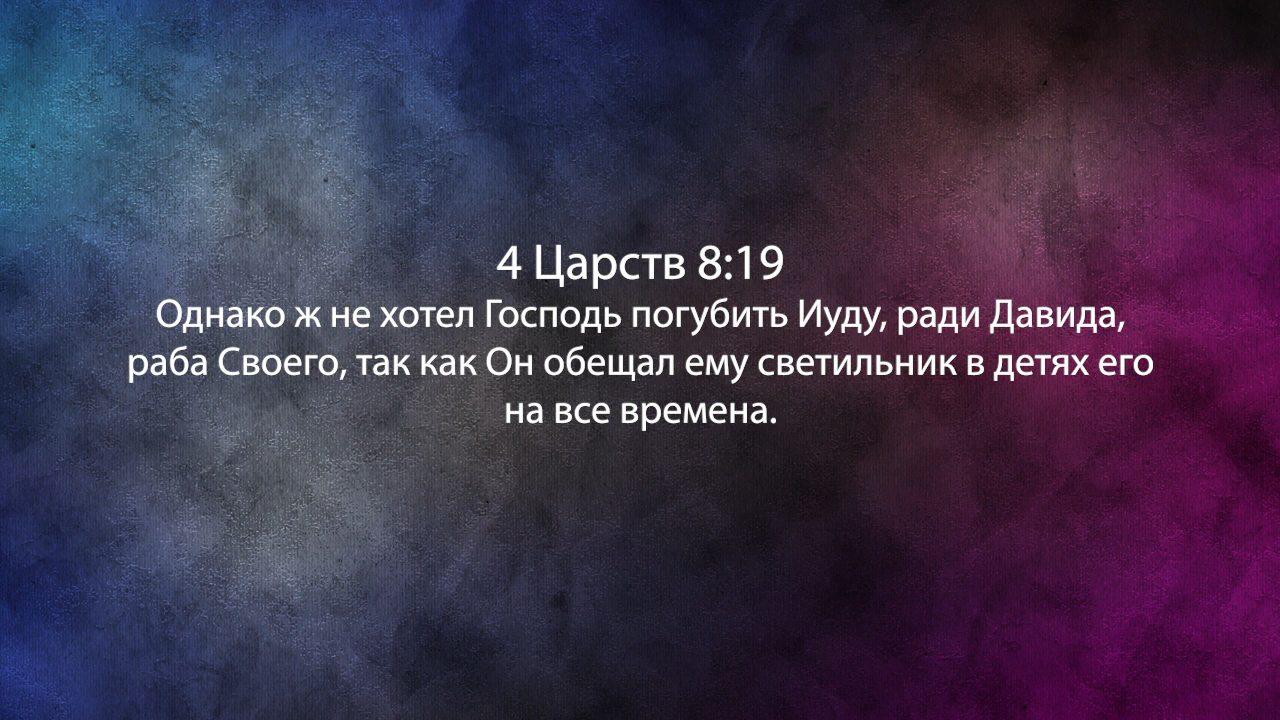 4 Царств 8:19
Однако ж не хотел Господь погубить Иуду, ради Давида,
раба Своего, так как Он обещал ему светильник в детях его
на все времена.